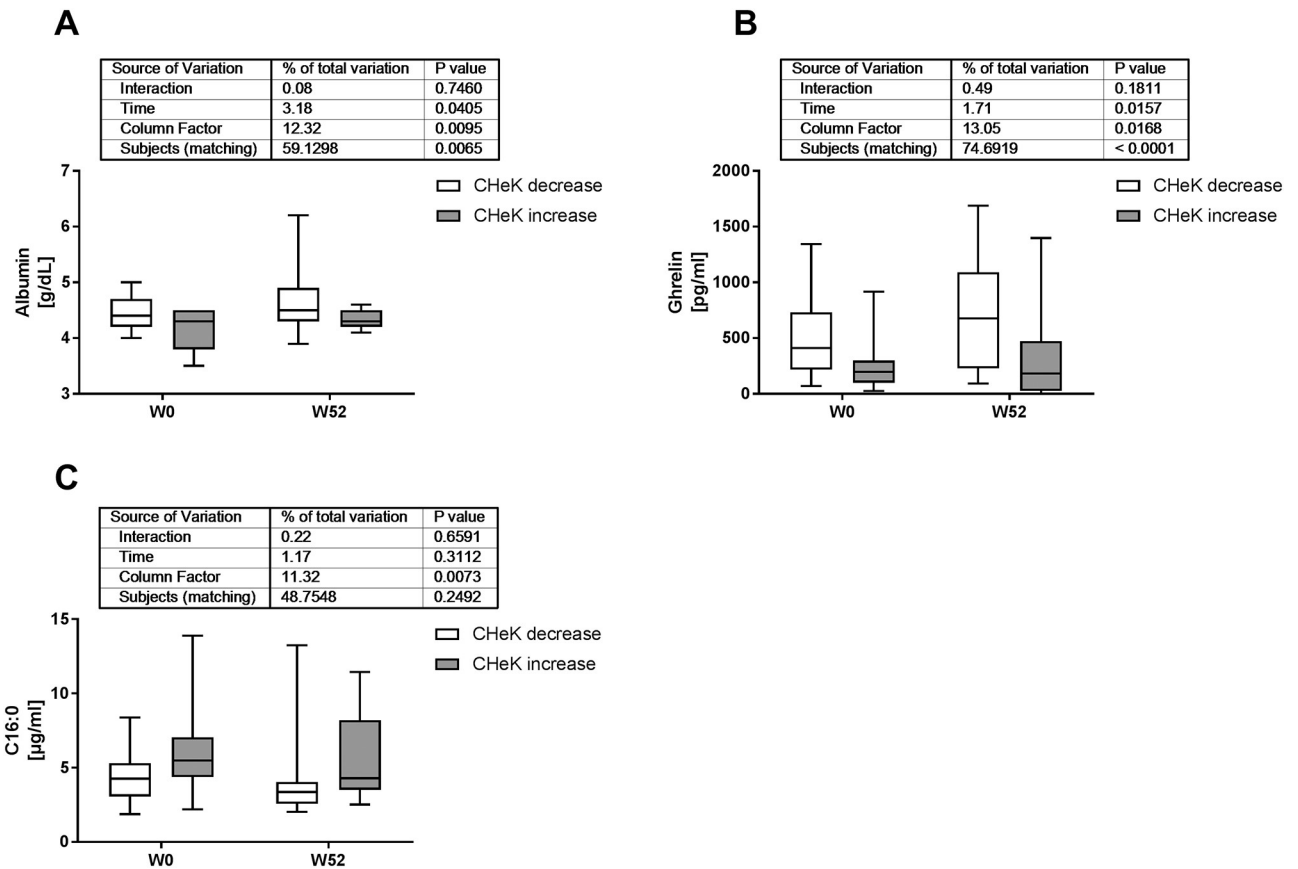 A
Source of Variation % of total variation P value
Interaction 0.08 0.7460
Time 3.18 0.0405
Column Factor 12.32 0.0095
Subjects (matching) 59.1298 0.0065
7
6
5
4
3
Albumin
[g/dL]
W0 W52
CHeK decrease
CHeK increase
B
Source of Variation % of total variation P value
Interaction 0.49 0.1811
Time 1.71 0.0157
Column Factor 13.05 0.0168
Subjects (matching) 74.6919 < 0.0001
2000
1500
1000
500
0
Ghrelin
[pg/ml]
W0 W52
CHeK decrease
CHeK increase
C
Source of Variation % of total variation P value
Interaction 0.22 0.6591
Time 1.17 0.3112
Column Factor 11.32 0.0073
Subjects (matching) 48.7548 0.2492
15
10
5
0
C16:0
[µg/ml]
W0 W52
CHeK decrease
CHeK increase